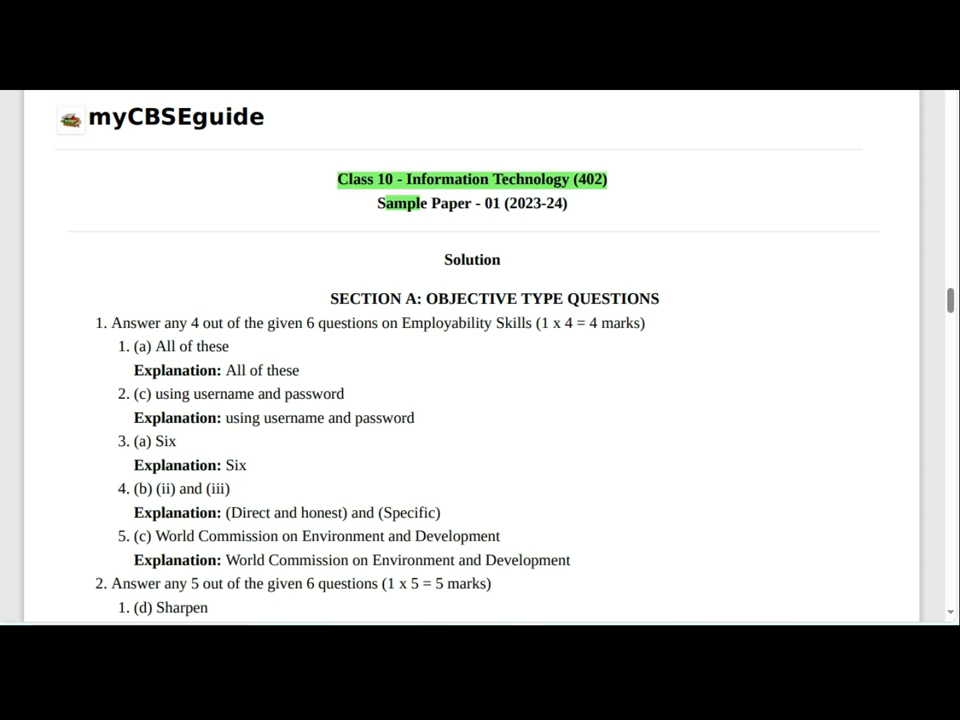 myCBSEguide
Class 10 - Information Technology (402)
Sample Paper - 01 (2023-24)
Solution
SECTION A: OBJECTIVE TYPE QUESTIONS
1. Answer any 4 out of the given 6 questions on Employability Skills (1 x 4 = 4 marks)
1. (a) All of these
Explanation: All of these
2. (c) using username and password
Explanation: using username and password
3. (a) Six
Explanation: Six
4. (b) (ii) and (iii)
Explanation: (Direct and honest) and (Specific)
5. (c) World Commission on Environment and Development
Explanation: World Commission on Environment and Development
2. Answer any 5 out of the given 6 questions (1 x 5 = 5 marks)
1. (d) Sharpen